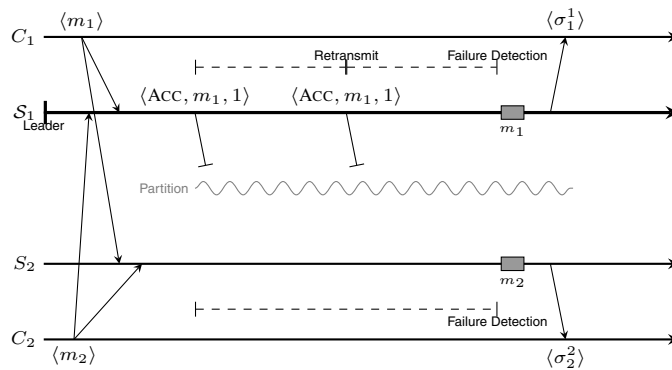 ⟨m₁⟩
⟨σ₁¹⟩
C₁
Retransmit
Failure Detection
⟨Acc, m₁, 1⟩
⟨Acc, m₁, 1⟩
S₁
Leader
m₁
Partition
S₂
m₂
Failure Detection
C₂
⟨m₂⟩
⟨σ₂²⟩